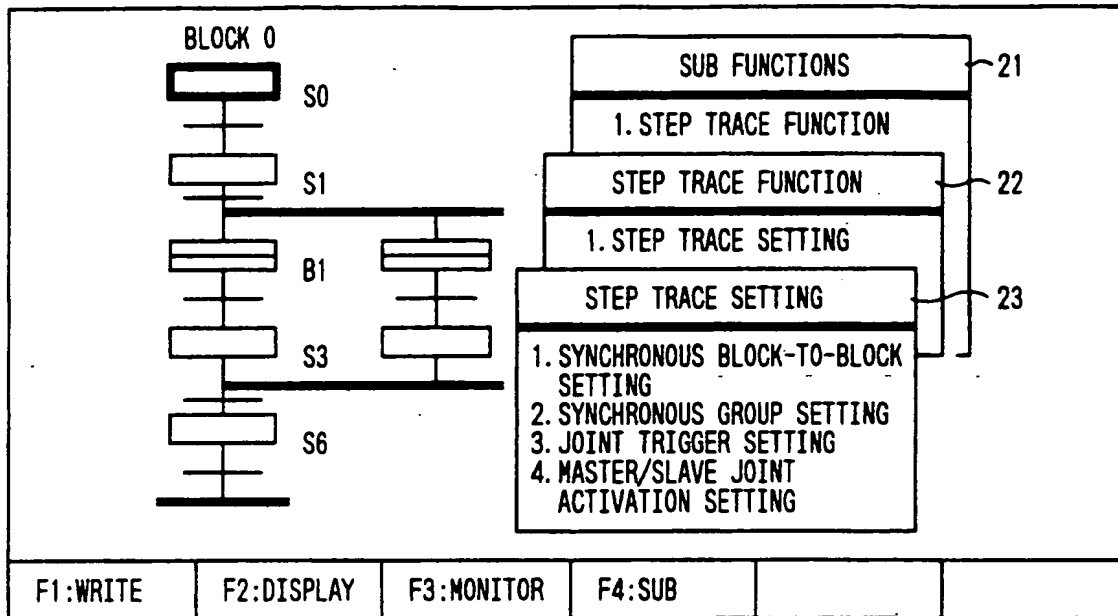 BLOCK 0
S0
S1
B1
S3
S6
SUB FUNCTIONS
21
1. STEP TRACE FUNCTION
STEP TRACE FUNCTION
22
1. STEP TRACE SETTING
STEP TRACE SETTING
23
1. SYNCHRONOUS BLOCK-TO-BLOCK
SETTING
2. SYNCHRONOUS GROUP SETTING
3. JOINT TRIGGER SETTING
4. MASTER/SLAVE JOINT
ACTIVATION SETTING
F1:WRITE
F2:DISPLAY
F3:MONITOR
F4:SUB